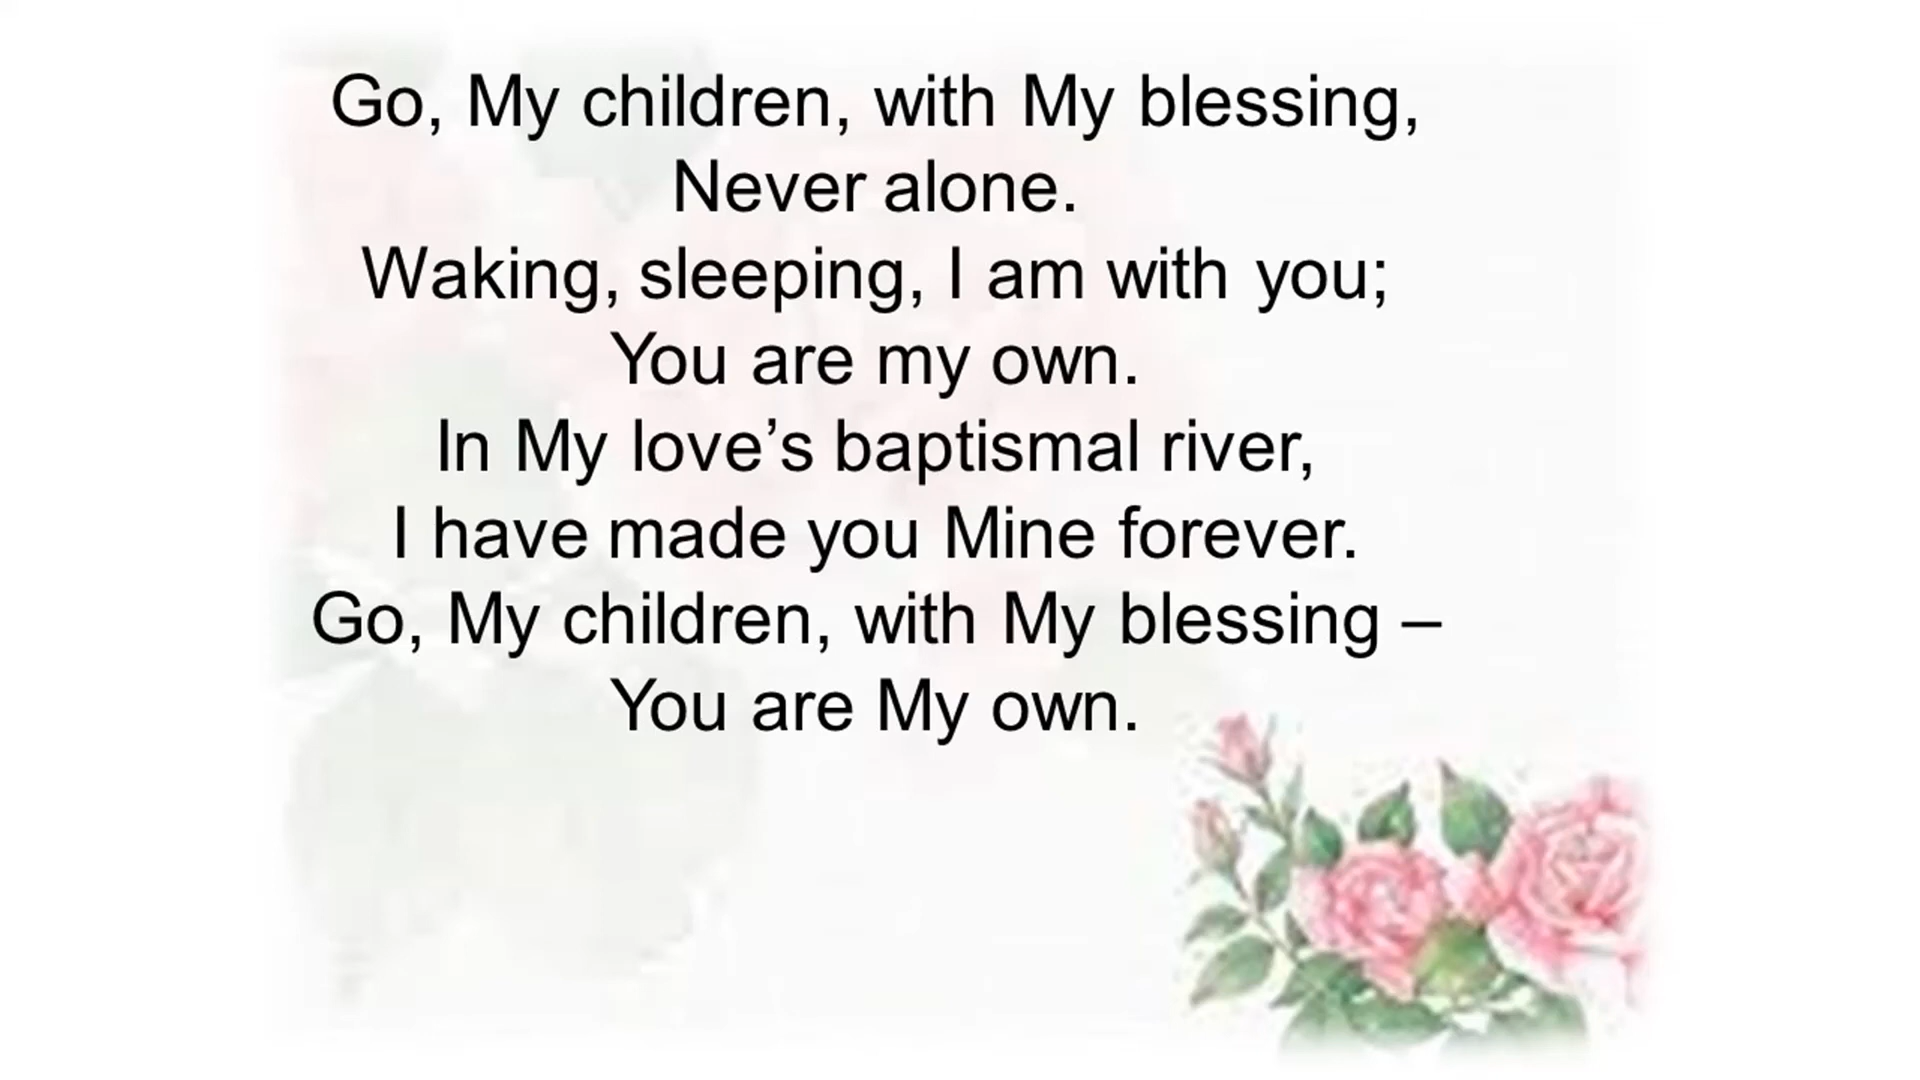 Go, My children, with My blessing,
Never alone.
Waking, sleeping, I am with you;
You are my own.
In My love’s baptismal river,
I have made you Mine forever.
Go, My children, with My blessing –
You are My own.